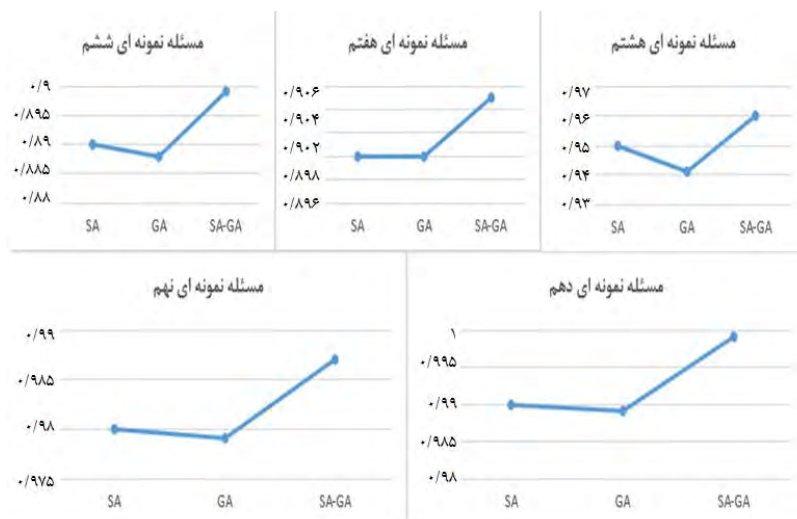 مسئله نمونه ای ششم
۰/۹
۰/۸۹۵
۰/۸۹
۰/۸۸۵
۰/۸۸
SA GA SA-GA
مسئله نمونه ای هفتم
۰/۹۰۶
۰/۹۰۴
۰/۹۰۲
۰/۸۹۸
۰/۸۹۶
SA GA SA-GA
مسئله نمونه ای هشتم
۰/۹۷
۰/۹۶
۰/۹۵
۰/۹۴
۰/۹۳
SA GA SA-GA
مسئله نمونه ای نهم
۰/۹۹
۰/۹۸۵
۰/۹۸
۰/۹۷۵
SA GA SA-GA
مسئله نمونه ای دهم
۱
۰/۹۹۵
۰/۹۹
۰/۹۸۵
۰/۹۸
SA GA SA-GA